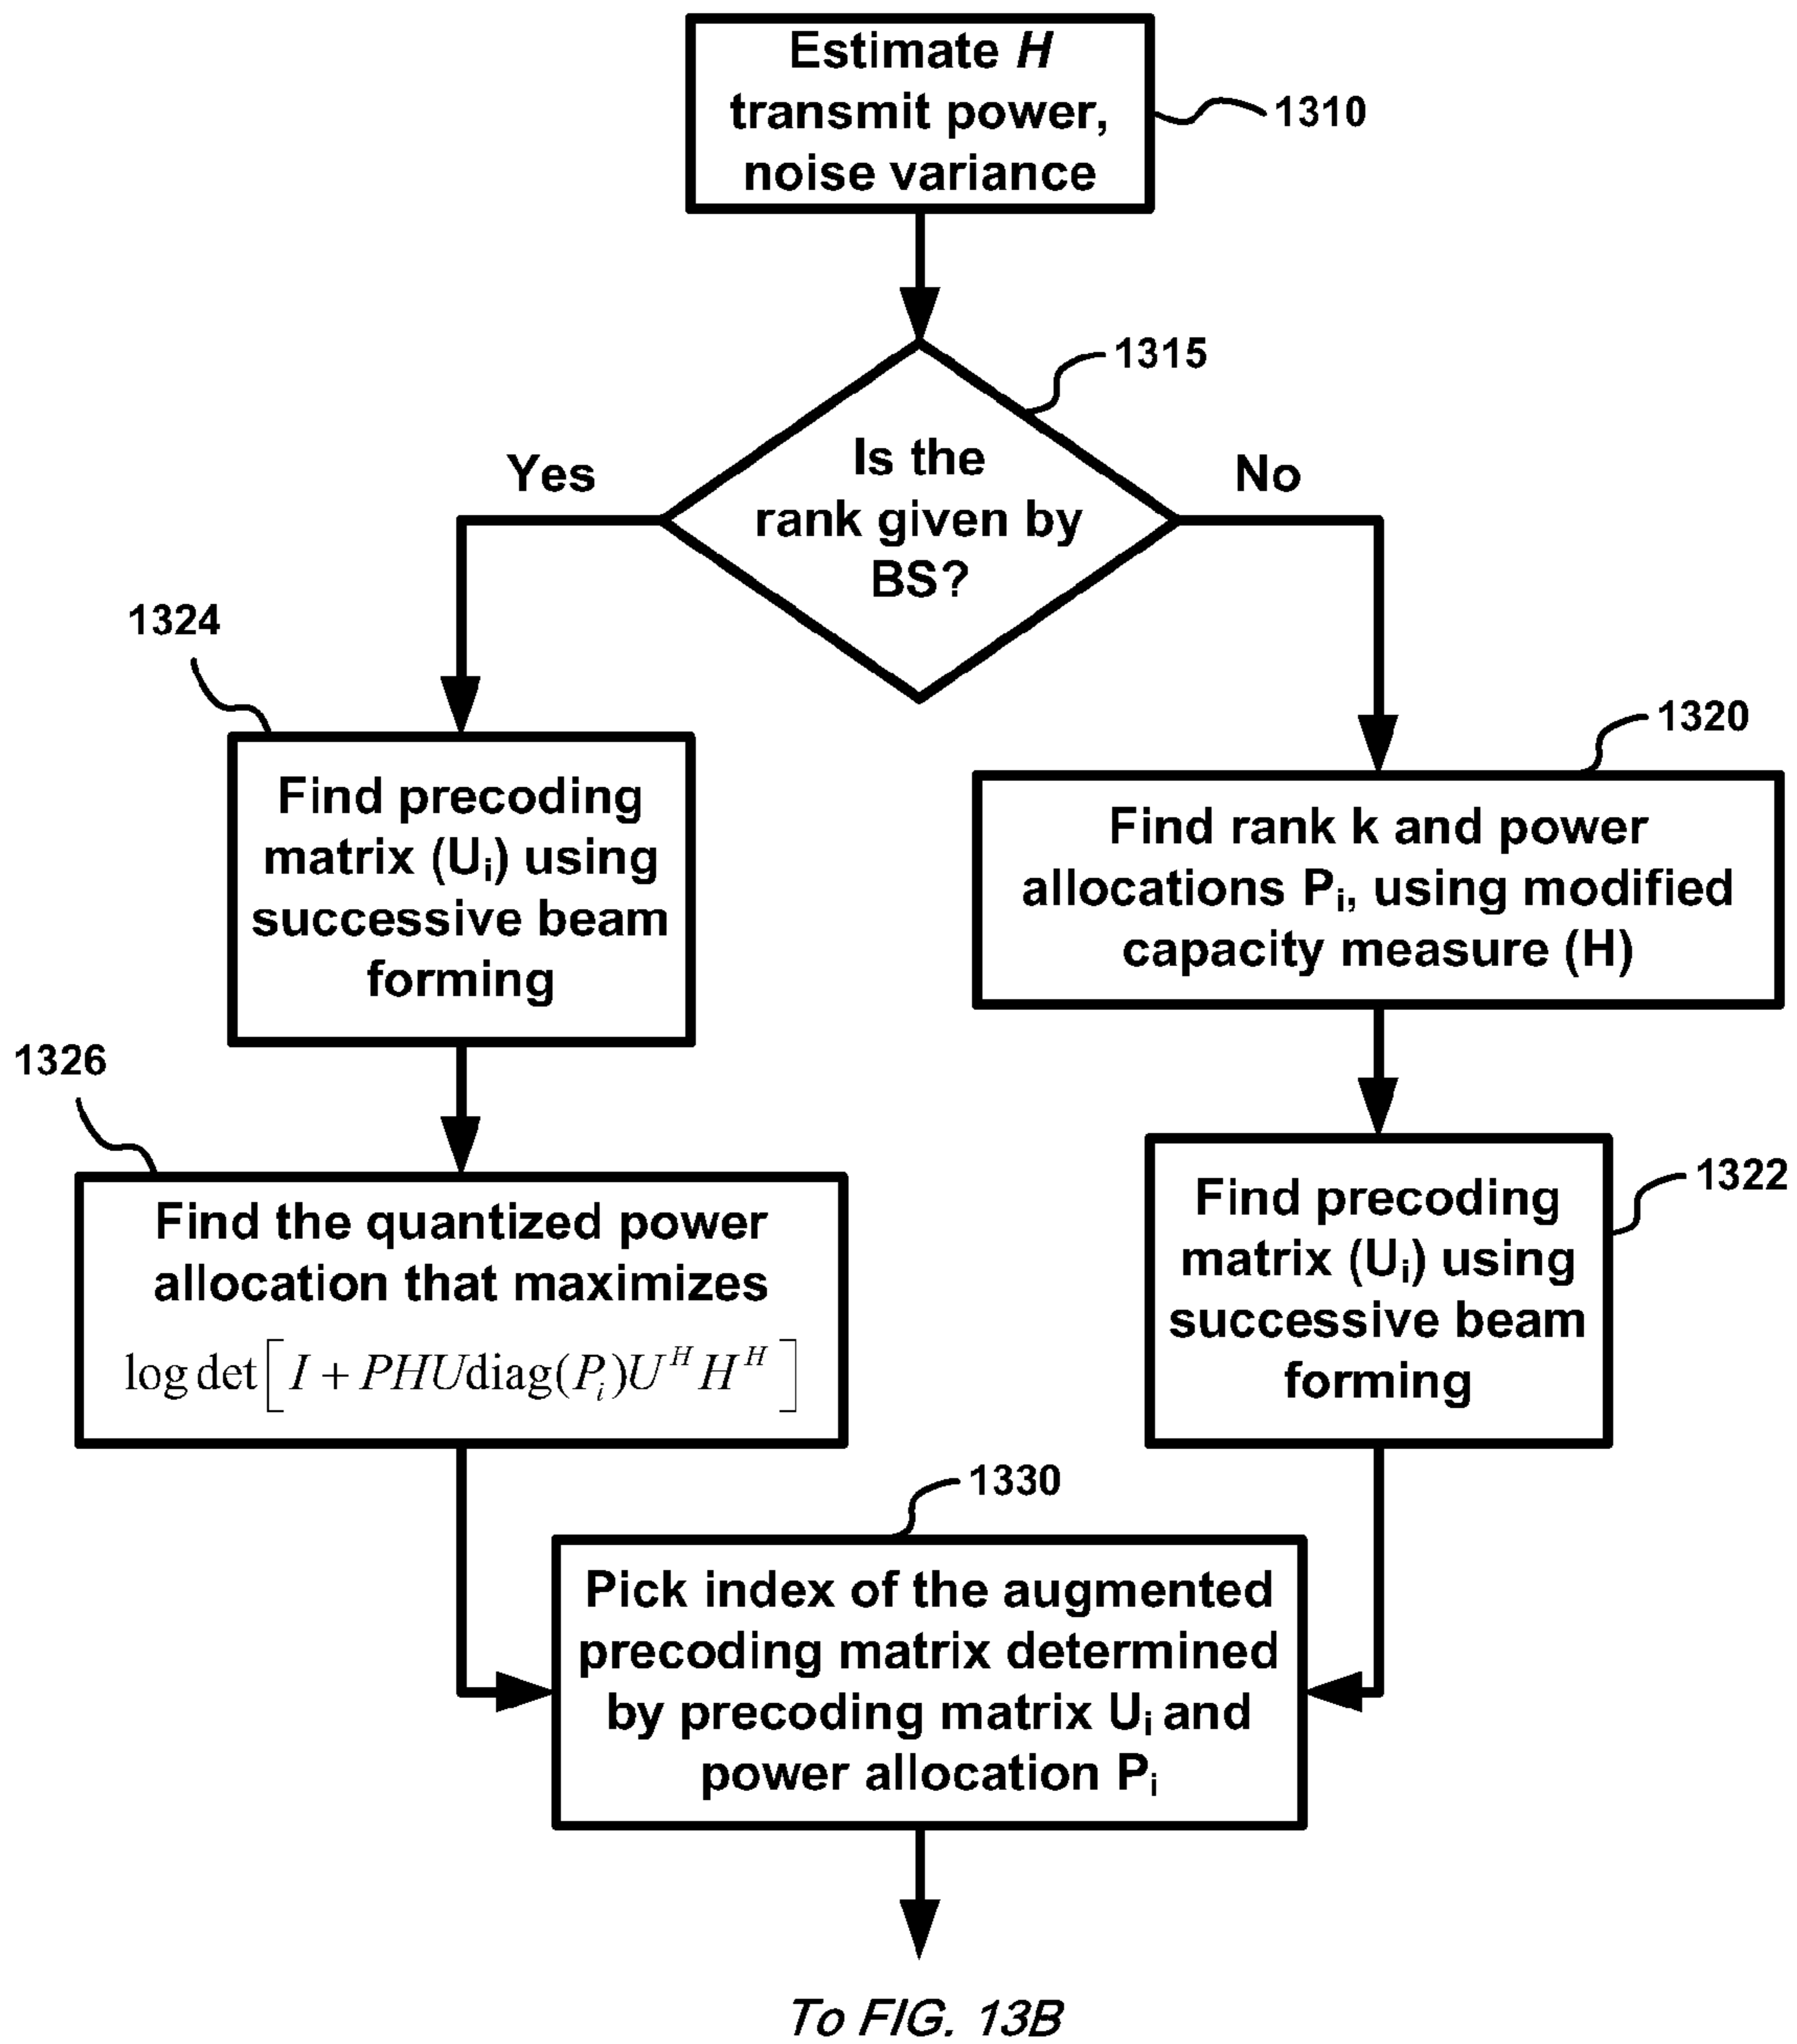 Estimate H
transmit power,
noise variance
1310
1315
Is the
rank given by
BS?
Yes
No
1324
Find precoding
matrix (Uᵢ) using
successive beam
forming
1320
Find rank k and power
allocations Pᵢ, using modified
capacity measure (H)
1326
Find the quantized power
allocation that maximizes
log det[I + PHUdiag(Pᵢ)Uᴴ Hᴴ]
1322
Find precoding
matrix (Uᵢ) using
successive beam
forming
1330
Pick index of the augmented
precoding matrix determined
by precoding matrix Uᵢ and
power allocation Pᵢ
To FIG. 13B